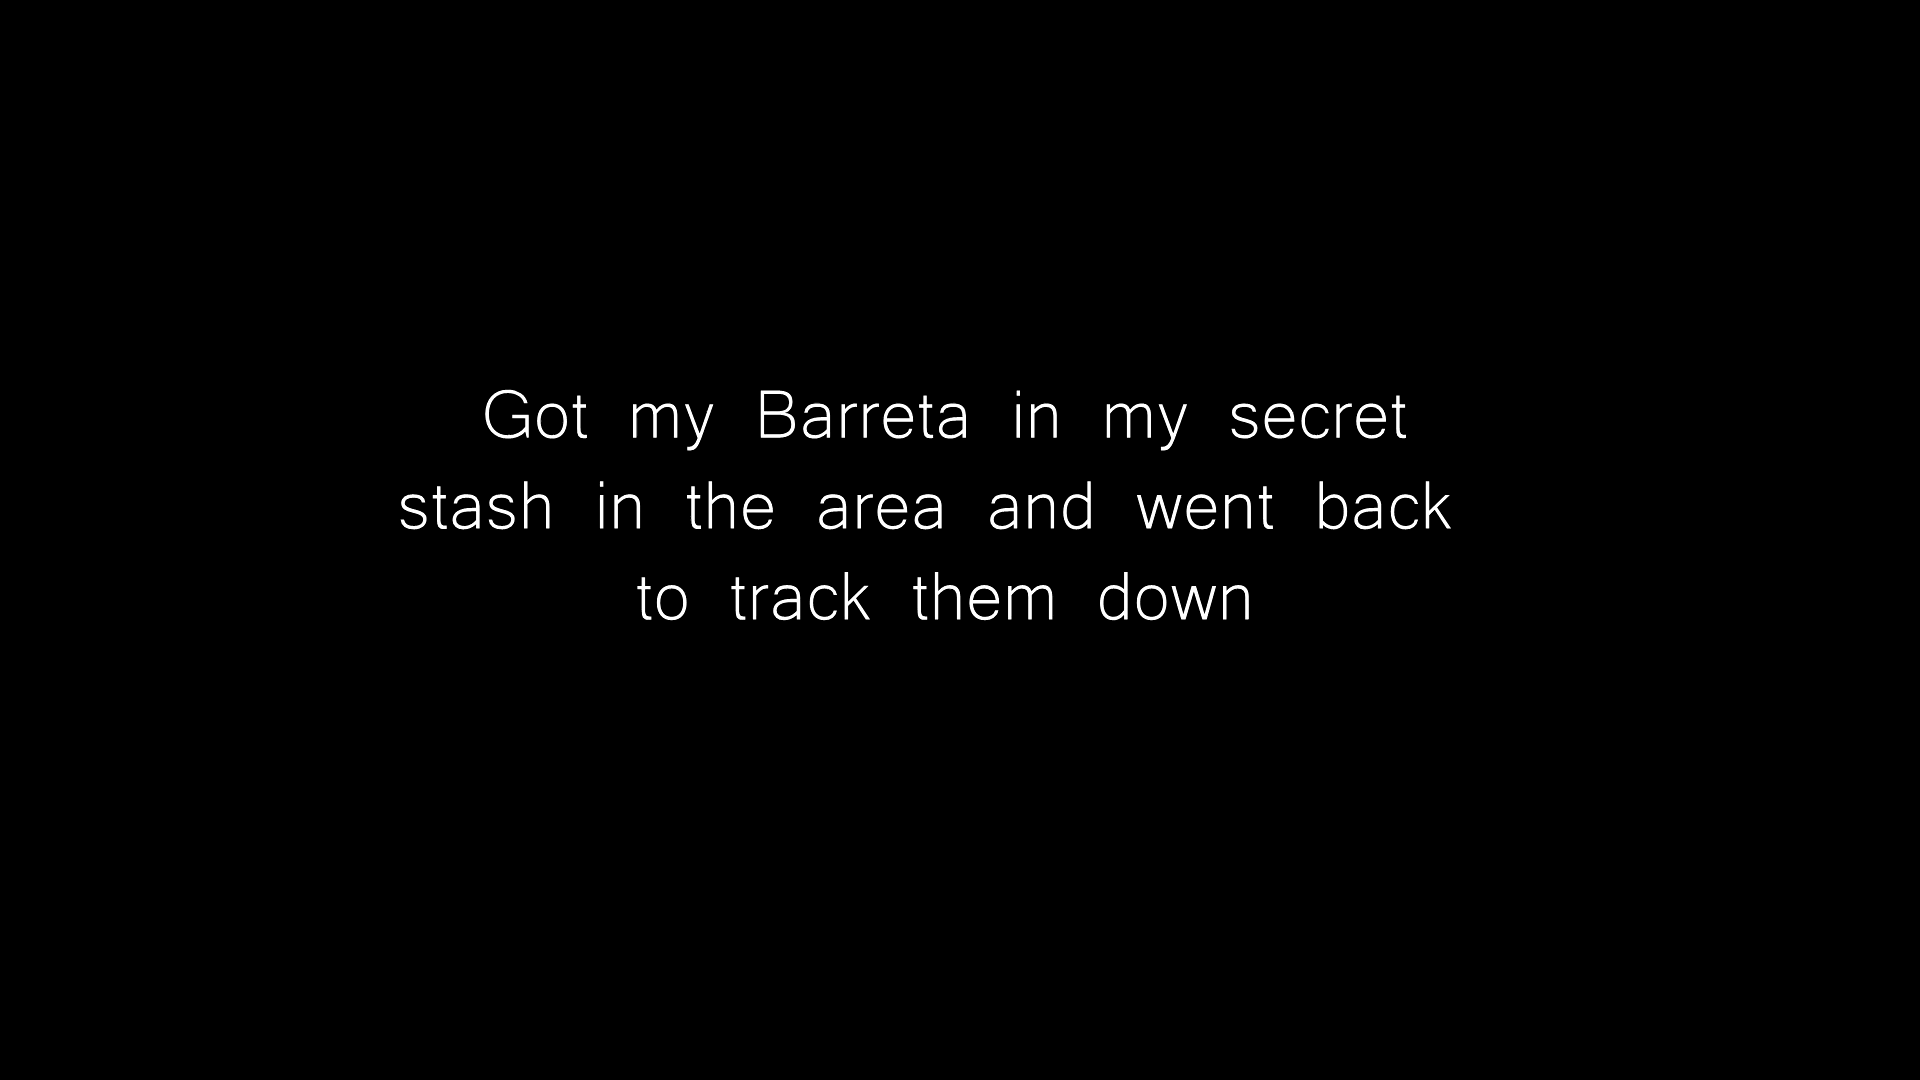 Got my Barreta in my secret
stash in the area and went back
to track them down